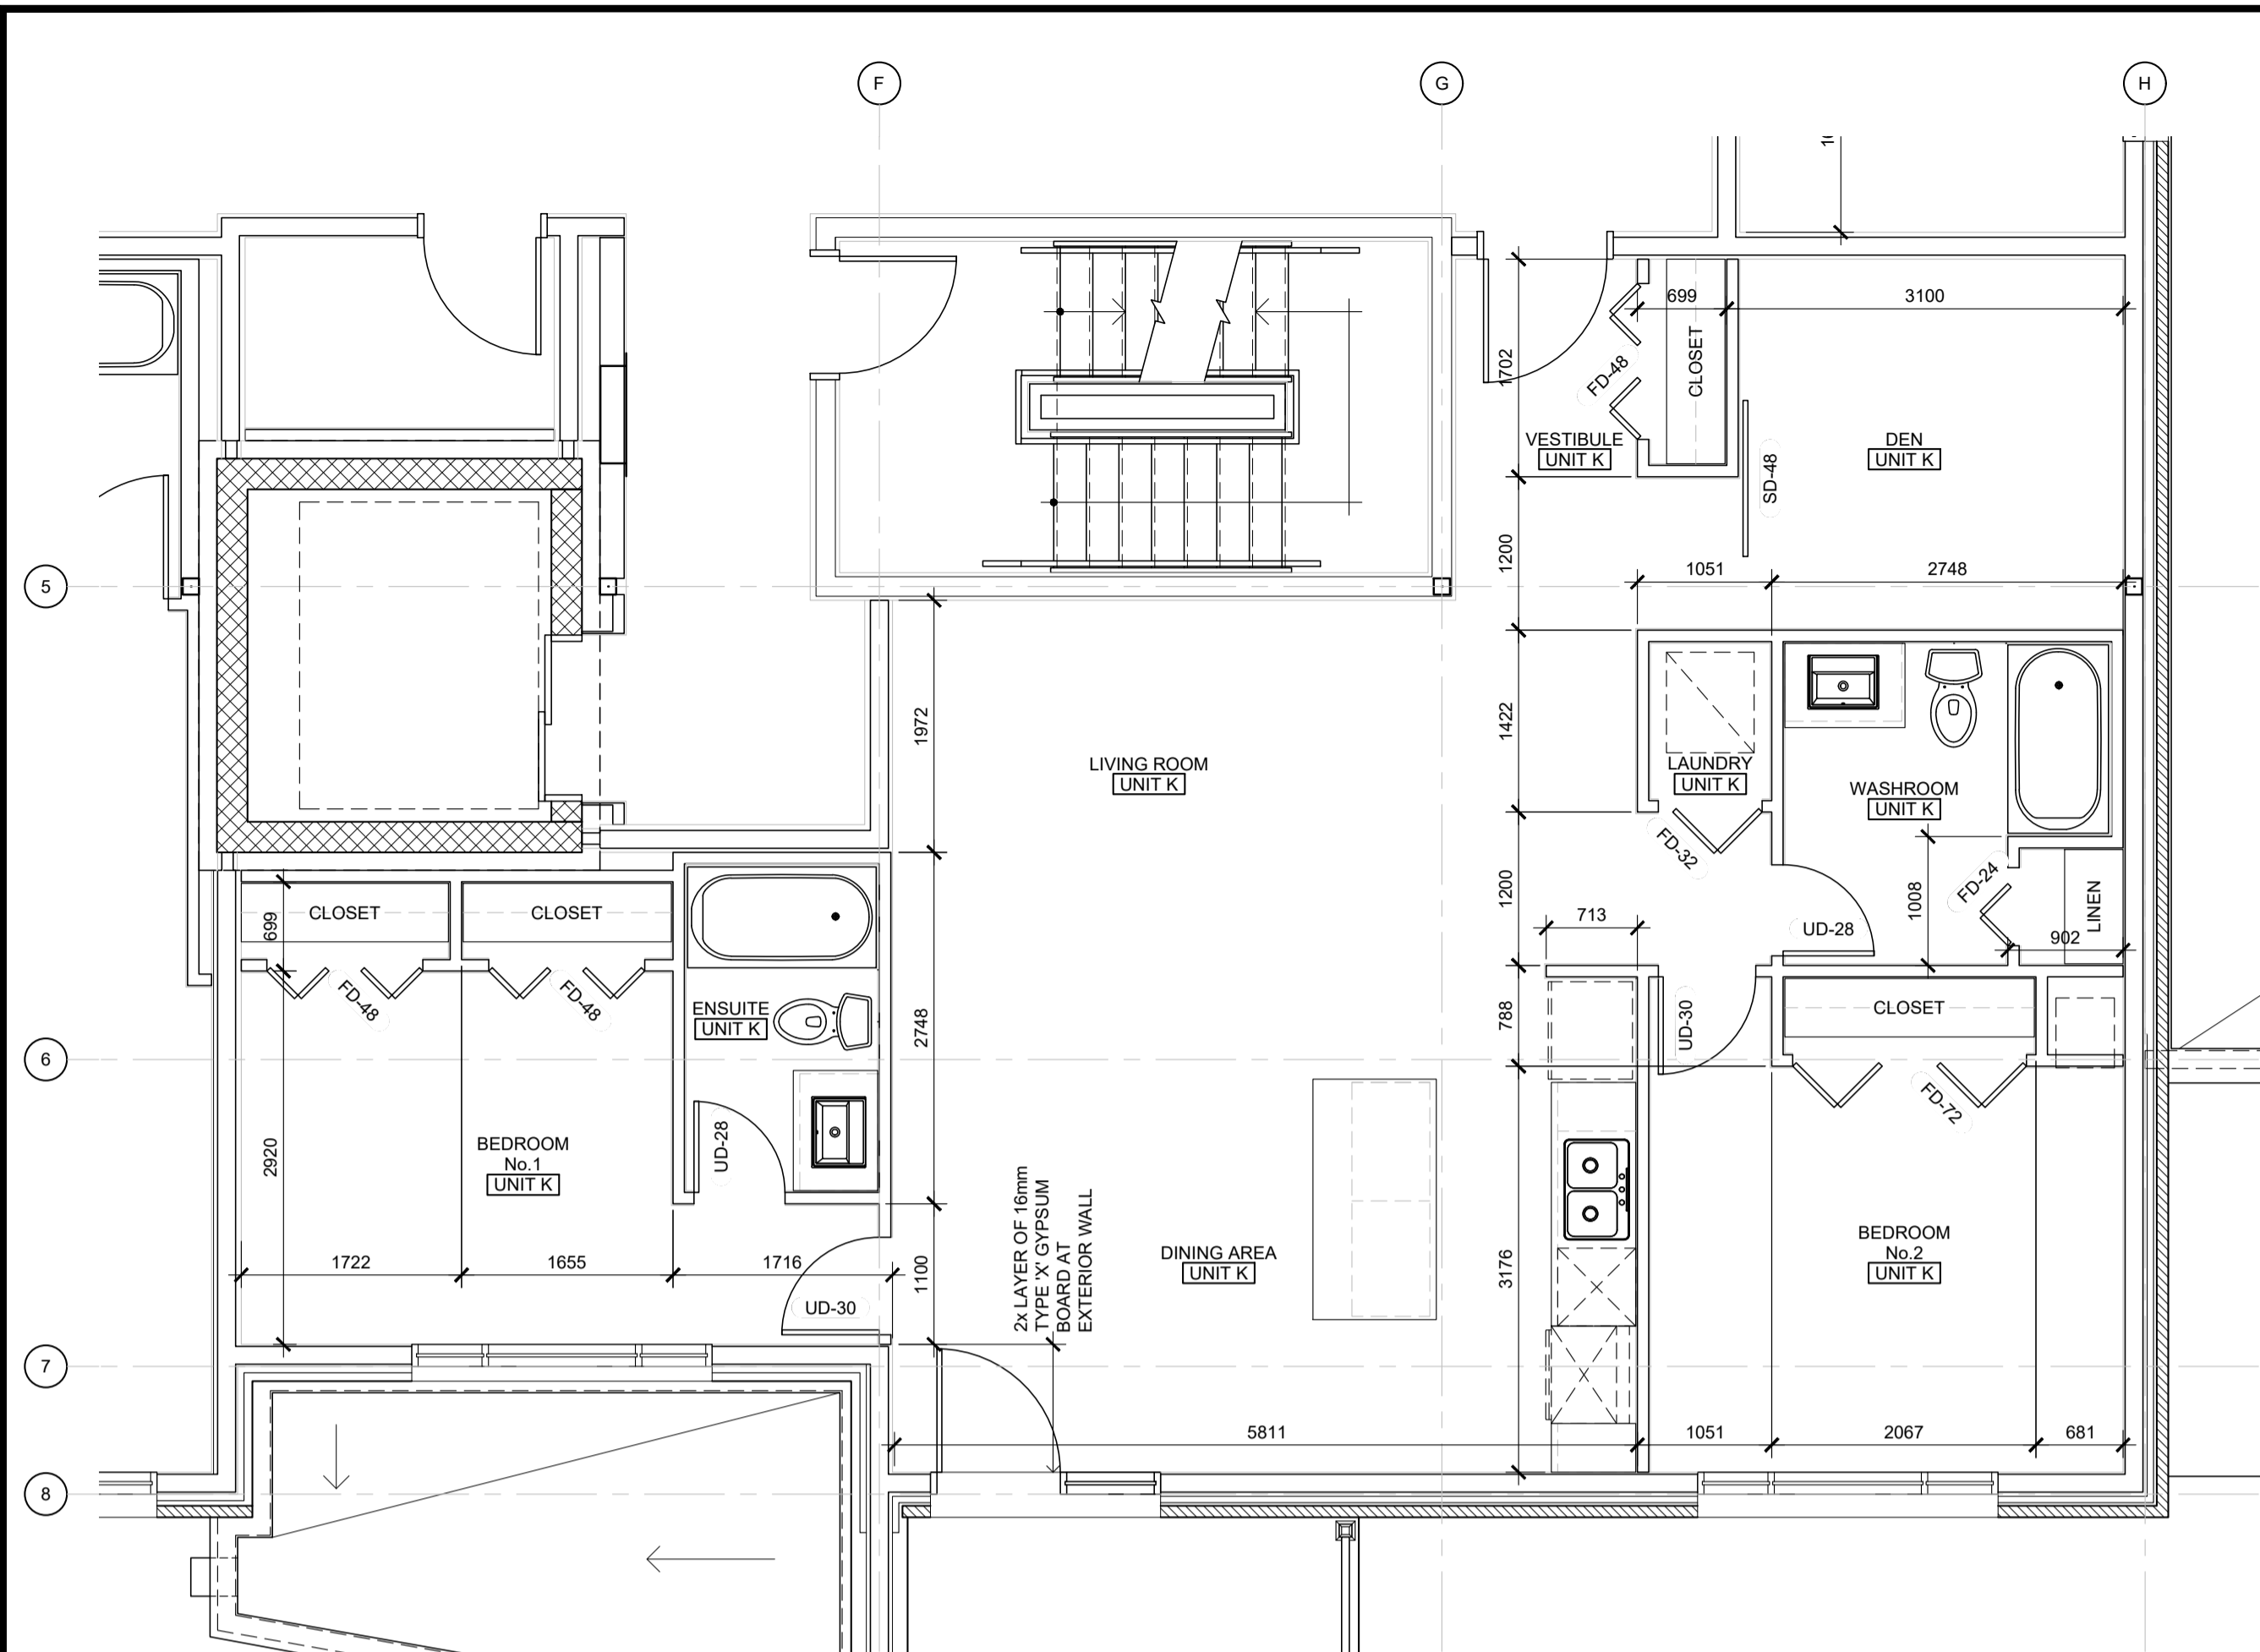 F
G
H
699
3100
1702
FD-48
CLOSET
VESTIBULE
UNIT K
DEN
UNIT K
SD-48
5
1200
1051
2748
1972
LIVING ROOM
UNIT K
1422
LAUNDRY
UNIT K
WASHROOM
UNIT K
FD-32
1200
1008
FD-24
LINEN
UD-28
902
713
699
CLOSET
CLOSET
FD-48
FD-48
ENSUITE
UNIT K
2748
788
UD-30
CLOSET
6
FD-72
2920
BEDROOM
No.1
UNIT K
UD-28
1722
1655
1716
1100
UD-30
2x LAYER OF 16mm
TYPE 'X' GYPSUM
BOARD AT
EXTERIOR WALL
DINING AREA
UNIT K
3176
BEDROOM
No.2
UNIT K
7
5811
1051
2067
681
8